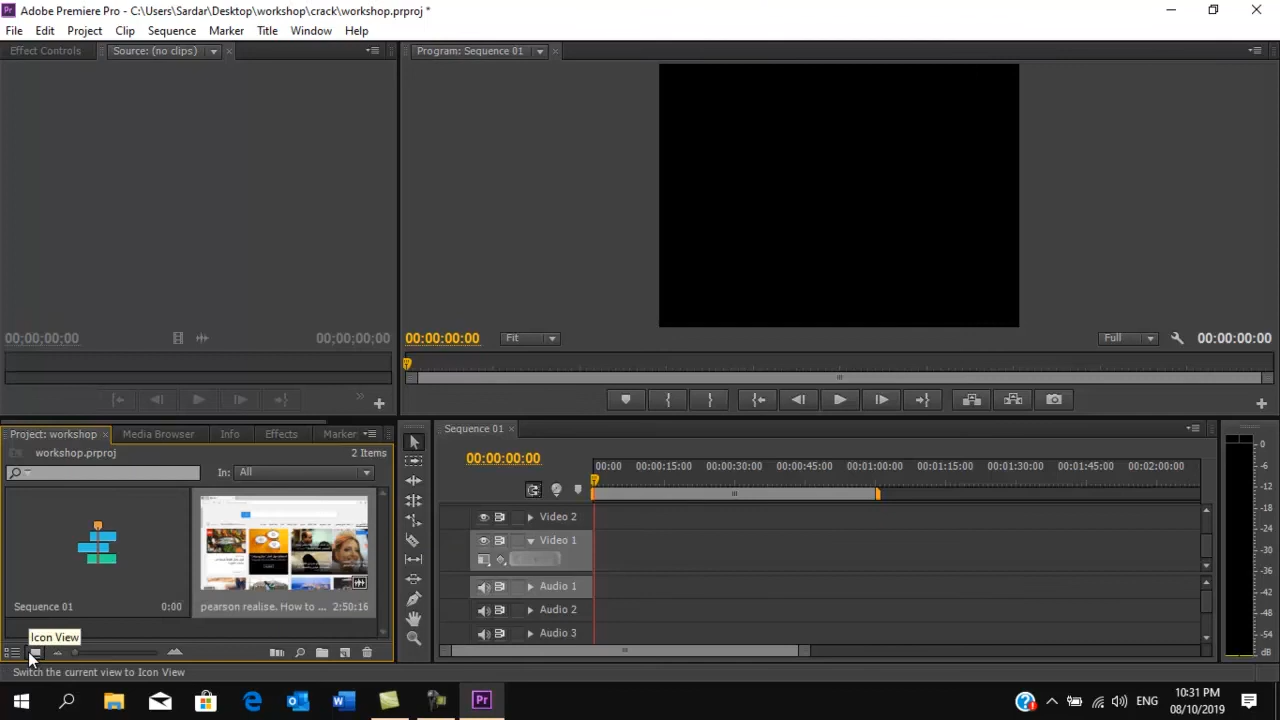 Pr Adobe Premiere Pro - C:\Users\Sardar\Desktop\workshop\crack\workshop.prproj *
File Edit Project Clip Sequence Marker Title Window Help
Effect Controls Source: (no clips) Program: Sequence 01
00;00;00;00 00;00;00;00 00:00:00:00 Fit Full 00:00:00:00
Project: workshop Media Browser Info Effects Marker
workshop.prproj 2 Items
In: All
Sequence 01 0:00
pearson realise. How to ... 2:50:16
Icon View
Switch the current view to Icon View
Sequence 01
00:00:00:00
00:00 00:00:15:00 00:00:30:00 00:00:45:00 00:01:00:00 00:01:15:00 00:01:30:00 00:01:45:00 00:02:00:00
Video 2
Video 1
Audio 1
Audio 2
Audio 3
0
-6
-12
-18
-24
-30
-36
-42
-48
-54
dB
Pr ENG 10:31 PM
08/10/2019